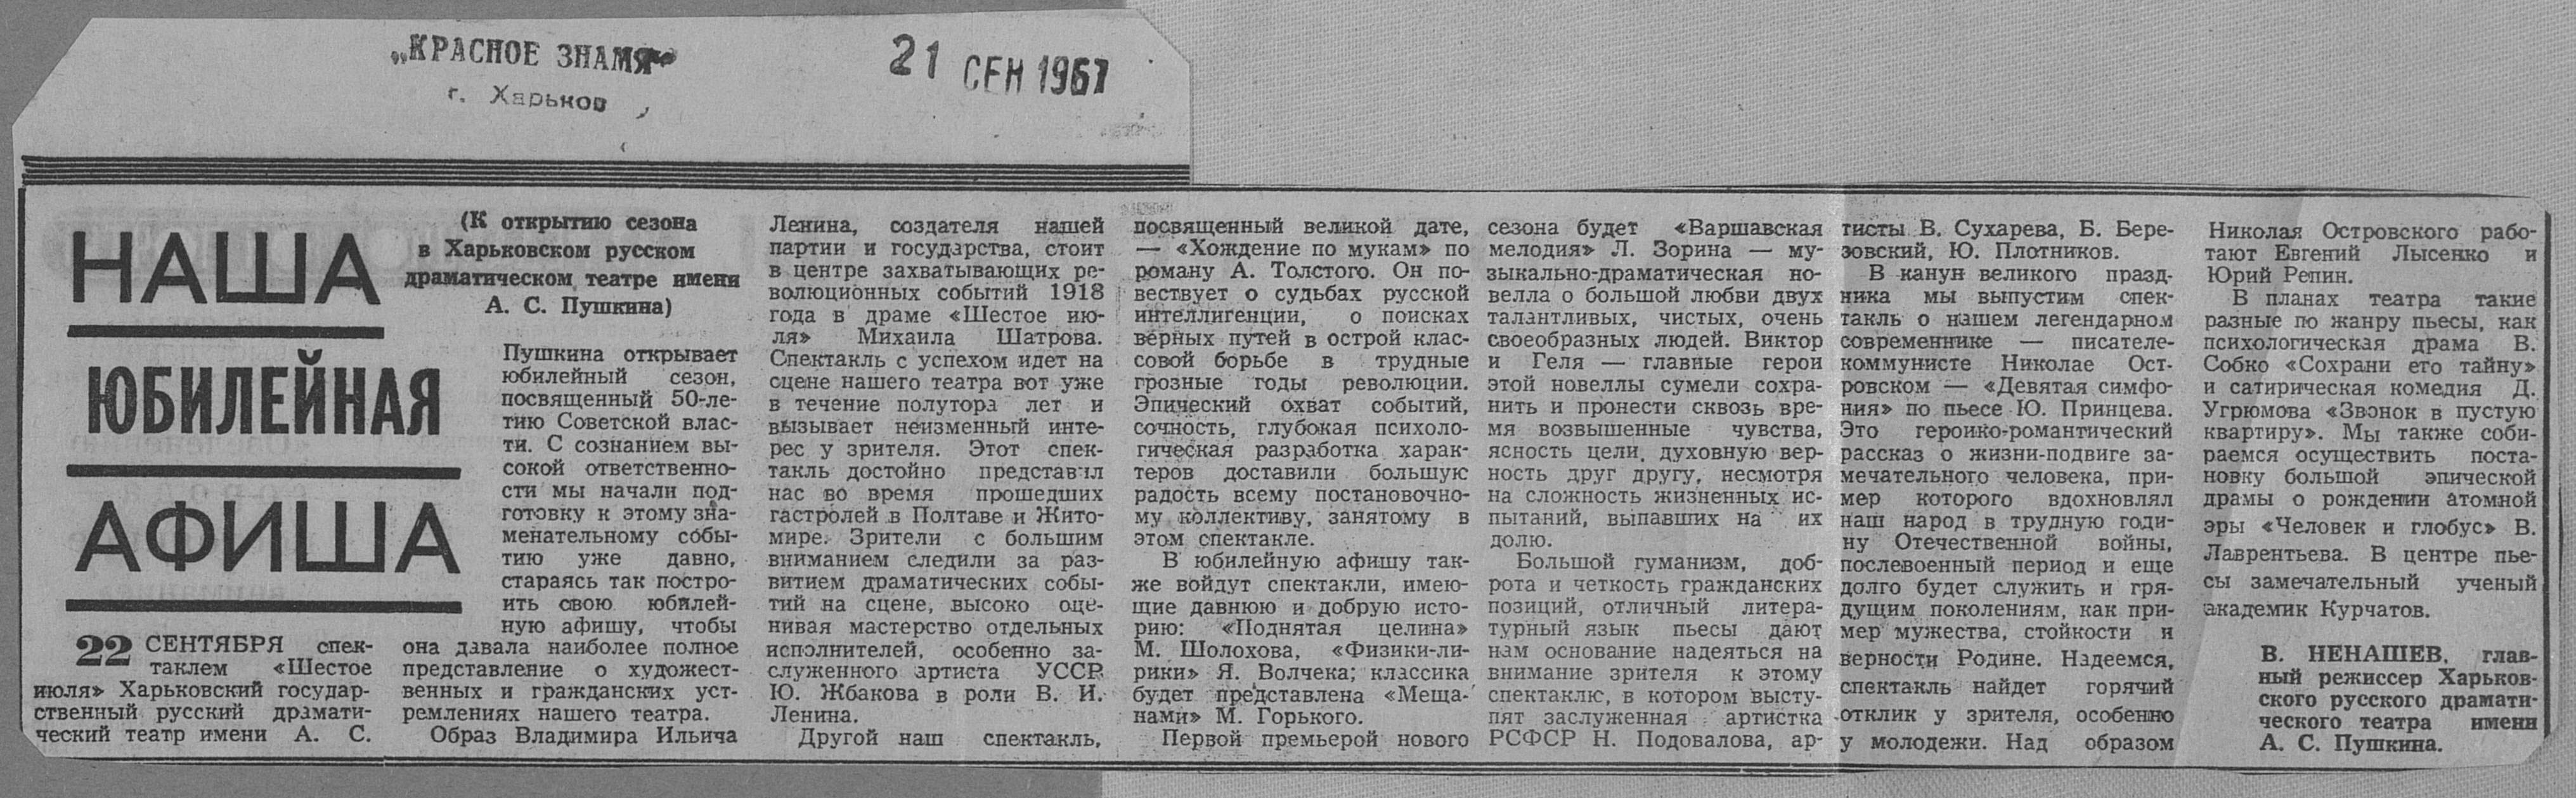 „КРАСНОЕ ЗНАМЯ"
г. Харьков
21 СЕН 1967
НАША
ЮБИЛЕЙНАЯ
АФИША
(К открытию сезона
в Харьковском русском
драматическом театре имени
А. С. Пушкина)
22 СЕНТЯБРЯ спек-
таклем «Шестое
июля» Харьковский государ-
ственный русский драмати-
ческий театр имени А. С.
Пушкина открывает
юбилейный сезон,
посвященный 50-ле-
тию Советской влас-
ти. С сознанием вы-
сокой ответственно-
сти мы начали под-
готовку к этому зна-
менательному собы-
тию уже давно,
стараясь так постро-
ить свою юбилей-
ную афишу, чтобы
она давала наиболее полное
представление о художест-
венных и гражданских уст-
ремлениях нашего театра.
Образ Владимира Ильича
Ленина, создателя нашей
партии и государства, стоит
в центре захватывающих ре-
волюционных событий 1918
года в драме «Шестое ию-
ля» Михаила Шатрова.
Спектакль с успехом идет на
сцене нашего театра вот уже
в течение полутора лет и
вызывает неизменный инте-
рес у зрителя. Этот спек-
такль достойно представил
нас во время прошедших
гастролей в Полтаве и Жито-
мире. Зрители с большим
вниманием следили за раз-
витием драматических собы-
тий на сцене, высоко оце-
нивая мастерство отдельных
исполнителей, особенно за-
служенного артиста УССР
Ю. Жбакова в роли В. И.
Ленина.
Другой наш спектакль,
посвященный великой дате,
— «Хождение по мукам» по
роману А. Толстого. Он по-
вествует о судьбах русской
интеллигенции, о поисках
верных путей в острой клас-
совой борьбе в трудные
грозные годы революции.
Эпический охват событий,
сочность, глубокая психоло-
гическая разработка харак-
теров доставили большую
радость всему постановочно-
му коллективу, занятому в
этом спектакле.
В юбилейную афишу так-
же войдут спектакли, имею-
щие давнюю и добрую исто-
рию: «Поднятая целина»
М. Шолохова, «Физики-ли-
рики» Я. Волчека; классика
будет представлена «Меща-
нами» М. Горького.
Первой премьерой нового
сезона будет «Варшавская
мелодия» Л. Зорина — му-
зыкально-драматическая но-
велла о большой любви двух
талантливых, чистых, очень
своеобразных людей. Виктор
и Геля — главные герои
этой новеллы сумели сохра-
нить и пронести сквозь вре-
мя возвышенные чувства,
ясность цели, духовную вер-
ность друг другу, несмотря
на сложность жизненных ис-
пытаний, выпавших на их
долю.
Большой гуманизм, доб-
рота и четкость гражданских
позиций, отличный литера-
турный язык пьесы дают
нам основание надеяться на
внимание зрителя к этому
спектаклю, в котором высту-
пят заслуженная артистка
РСФСР Н. Подовалова, ар-
тисты В. Сухарева, Б. Бере-
зовский, Ю. Плотников.
В канун великого празд-
ника мы выпустим спек-
такль о нашем легендарном
современнике — писателе-
коммунисте Николае Ост-
ровском — «Девятая симфо-
ния» по пьесе Ю. Принцева.
Это героико-романтический
рассказ о жизни-подвиге за-
мечательного человека, при-
мер которого вдохновлял
наш народ в трудную годи-
ну Отечественной войны,
послевоенный период и еще
долго будет служить и гря-
дущим поколениям, как при-
мер мужества, стойкости и
верности Родине. Надеемся,
спектакль найдет горячий
отклик у зрителя, особенно
у молодежи. Над образом
Николая Островского рабо-
тают Евгений Лысенко и
Юрий Репин.
В планах театра такие
разные по жанру пьесы, как
психологическая драма В.
Собко «Сохрани его тайну»
и сатирическая комедия Д.
Угрюмова «Звонок в пустую
квартиру». Мы также соби-
раемся осуществить поста-
новку большой эпической
драмы о рождении атомной
эры «Человек и глобус» В.
Лаврентьева. В центре пье-
сы замечательный ученый
академик Курчатов.
В. НЕНАШЕВ, глав-
ный режиссер Харьков-
ского русского драмати-
ческого театра имени
А. С. Пушкина.